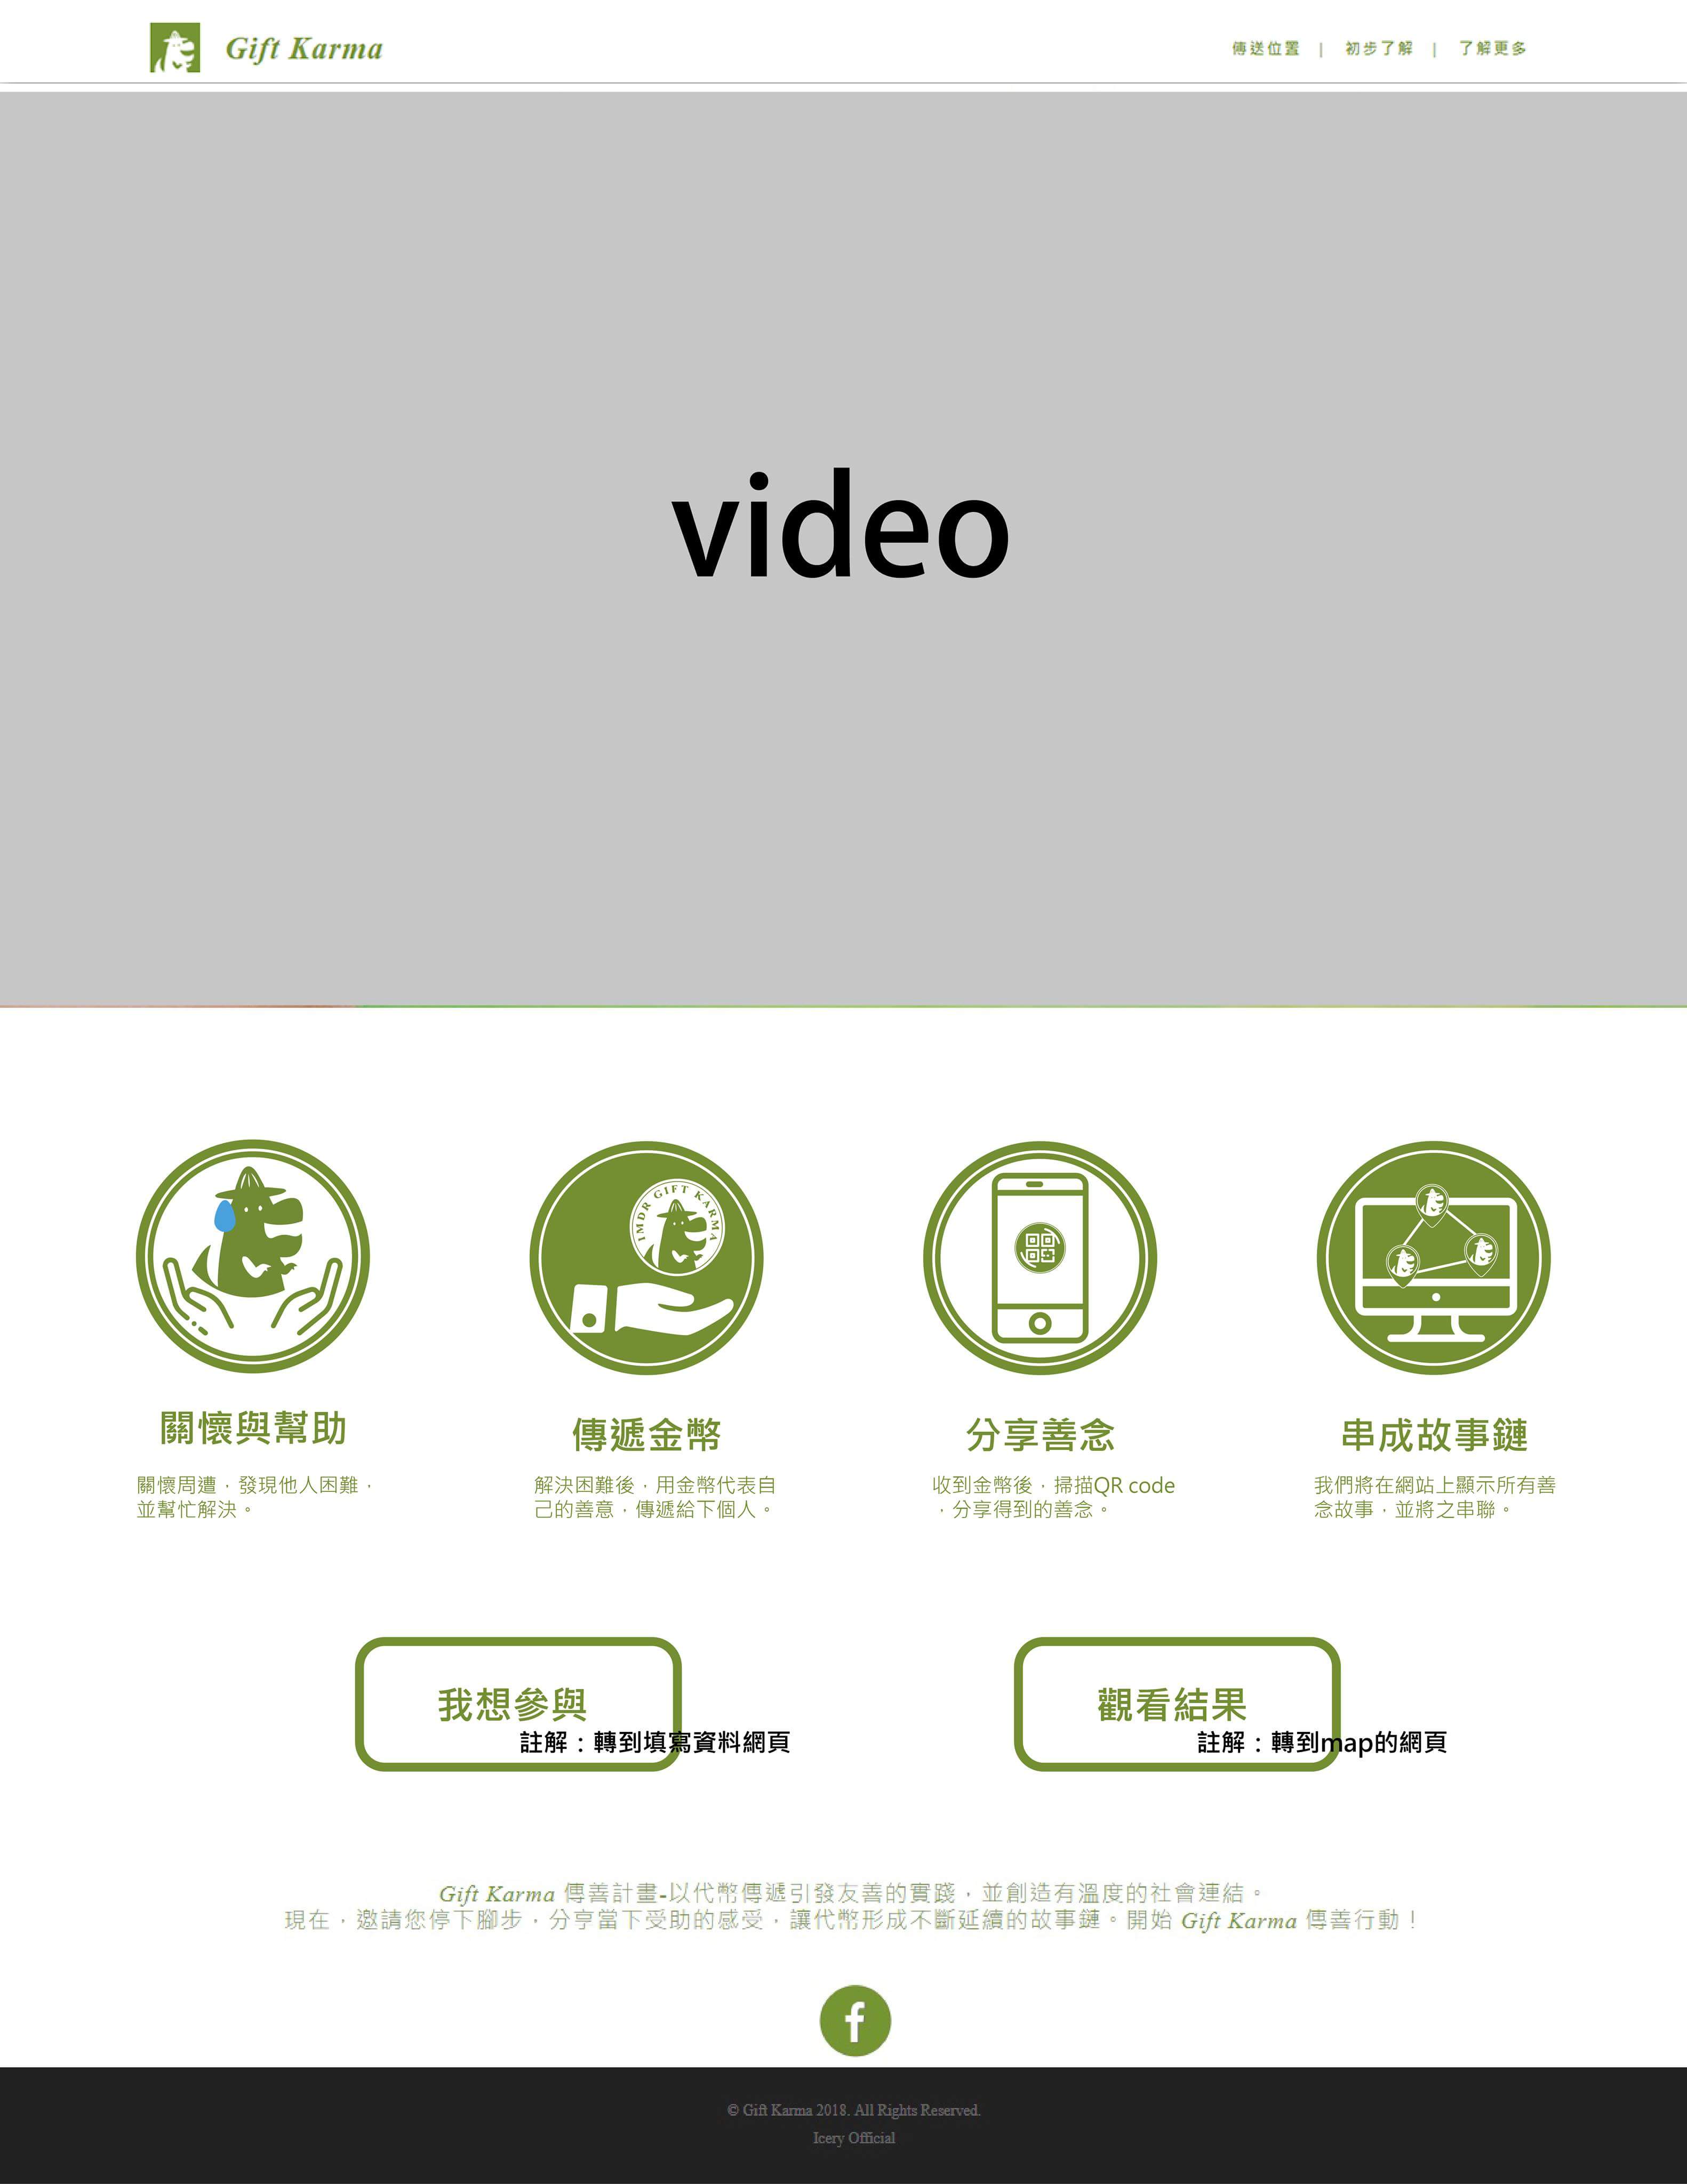 Gift Karma
傳送位置 | 初步了解 | 了解更多
video
IMDR GIFT KARMA
關懷與幫助
關懷周遭，發現他人困難，
並幫忙解決。
傳遞金幣
解決困難後，用金幣代表自
己的善意，傳遞給下個人。
分享善念
收到金幣後，掃描QR code
，分享得到的善念。
串成故事鏈
我們將在網站上顯示所有善
念故事，並將之串聯。
我想參與
註解：轉到填寫資料網頁
觀看結果
註解：轉到map的網頁
Gift Karma 傳善計畫-以代幣傳遞引發友善的實踐，並創造有溫度的社會連結。
現在，邀請您停下腳步，分享當下受助的感受，讓代幣形成不斷延續的故事鏈。開始 Gift Karma 傳善行動！
f
© Gift Karma 2018. All Rights Reserved.
Icery Official